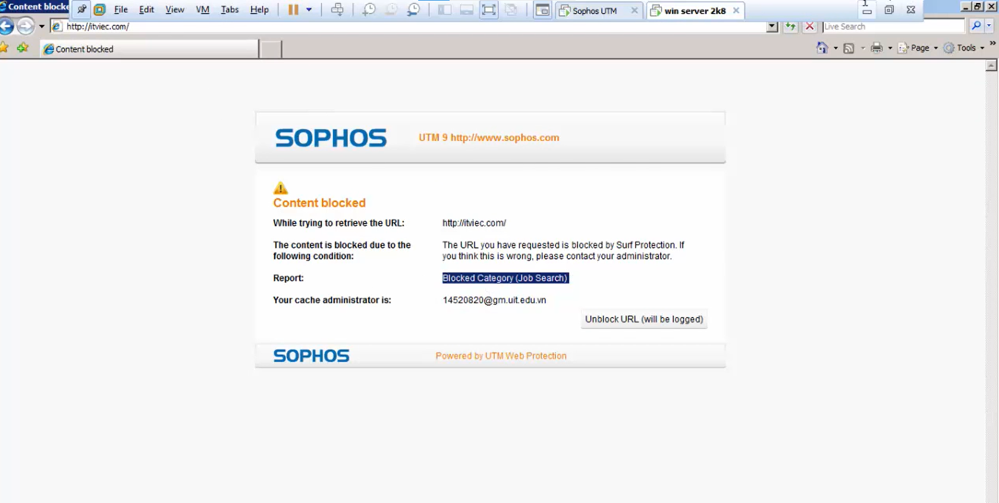 Content blocke
File Edit View VM Tabs Help
Sophos UTM
win server 2k8
http://itviec.com/
Live Search
Content blocked
Page Tools
SOPHOS UTM 9 http://www.sophos.com
Content blocked
While trying to retrieve the URL: http://itviec.com/
The content is blocked due to the following condition:
The URL you have requested is blocked by Surf Protection. If
you think this is wrong, please contact your administrator.
Report: Blocked Category (Job Search)
Your cache administrator is: 14520820@gm.uit.edu.vn
Unblock URL (will be logged)
SOPHOS Powered by UTM Web Protection